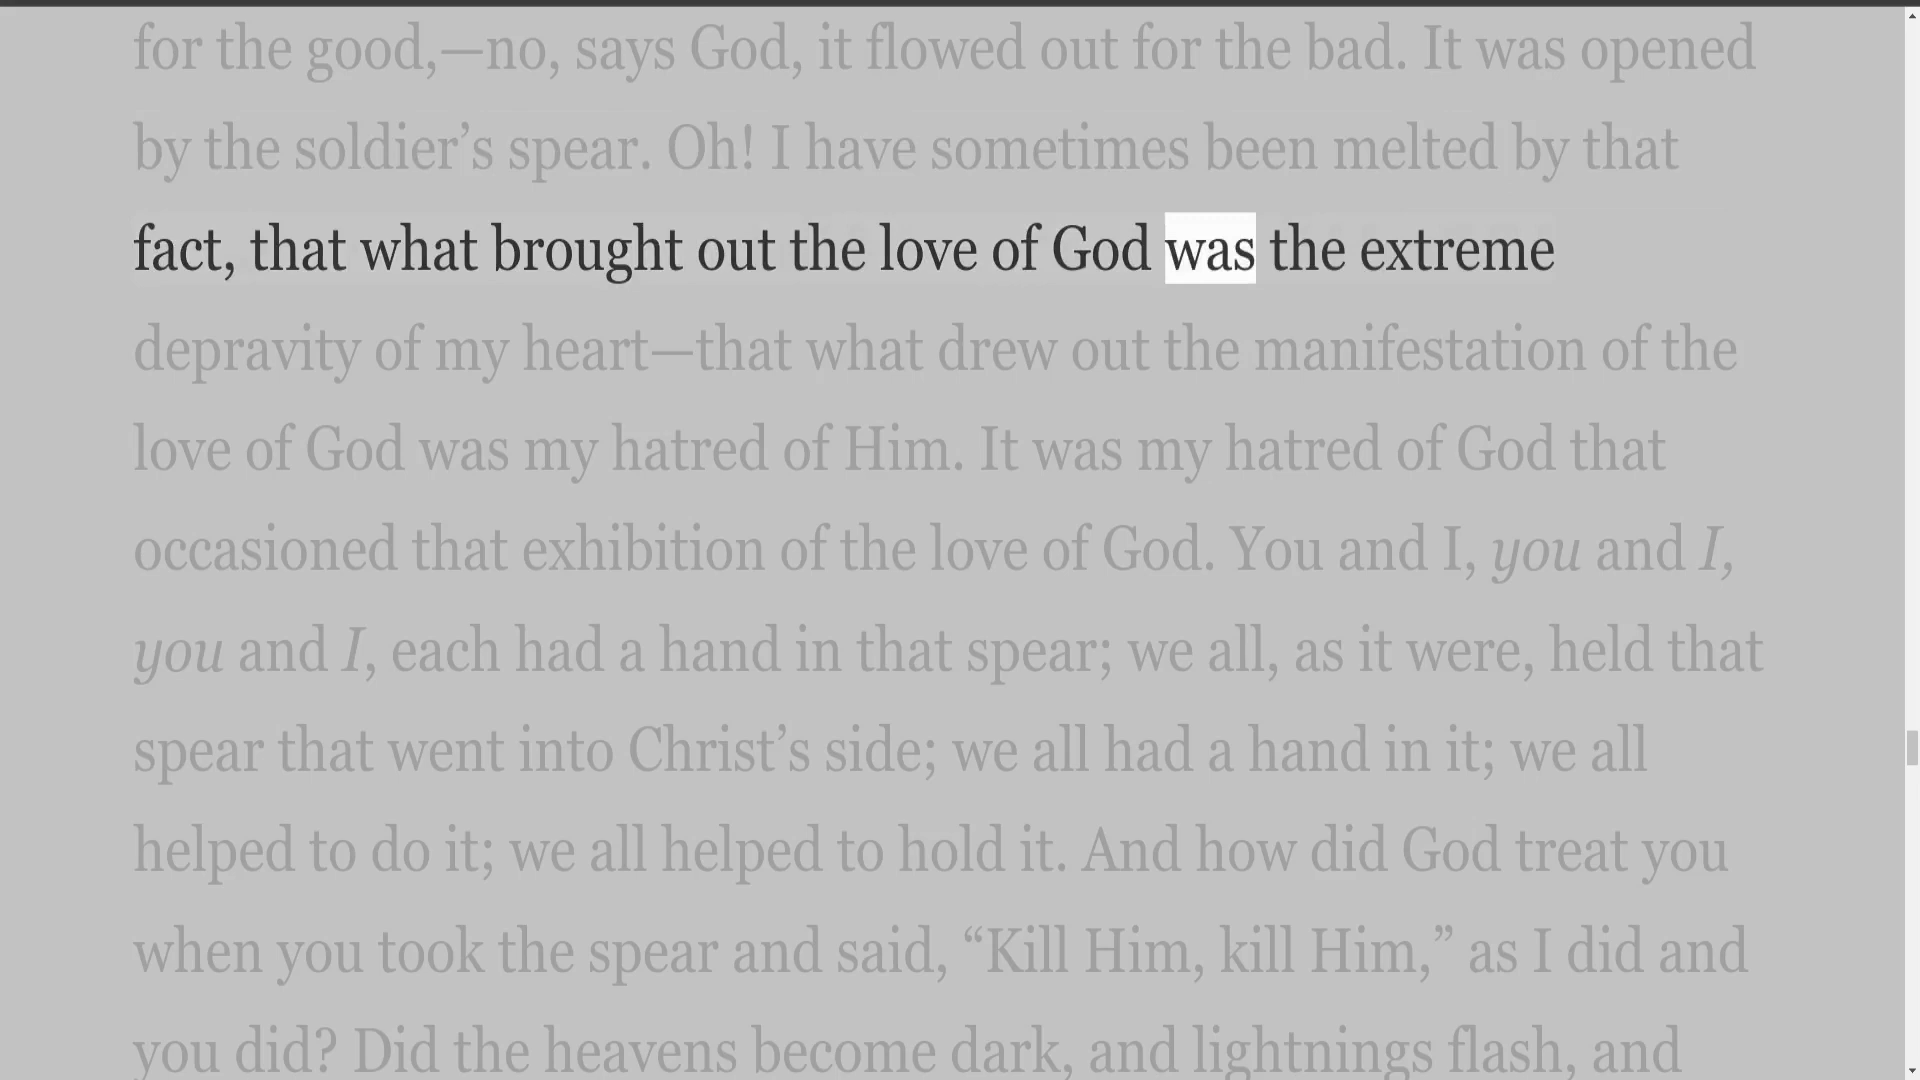 for the good,—no, says God, it flowed out for the bad. It was opened
by the soldier’s spear. Oh! I have sometimes been melted by that
fact, that what brought out the love of God was the extreme
depravity of my heart—that what drew out the manifestation of the
love of God was my hatred of Him. It was my hatred of God that
occasioned that exhibition of the love of God. You and I, you and I,
you and I, each had a hand in that spear; we all, as it were, held that
spear that went into Christ’s side; we all had a hand in it; we all
helped to do it; we all helped to hold it. And how did God treat you
when you took the spear and said, “Kill Him, kill Him,” as I did and
you did? Did the heavens become dark, and lightnings flash, and